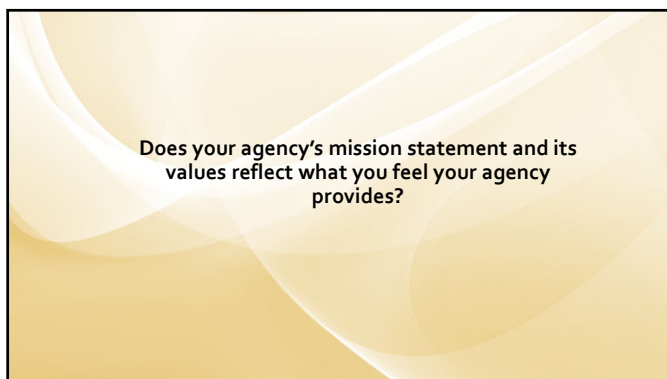 Does your agency’s mission statement and its
values reflect what you feel your agency
provides?